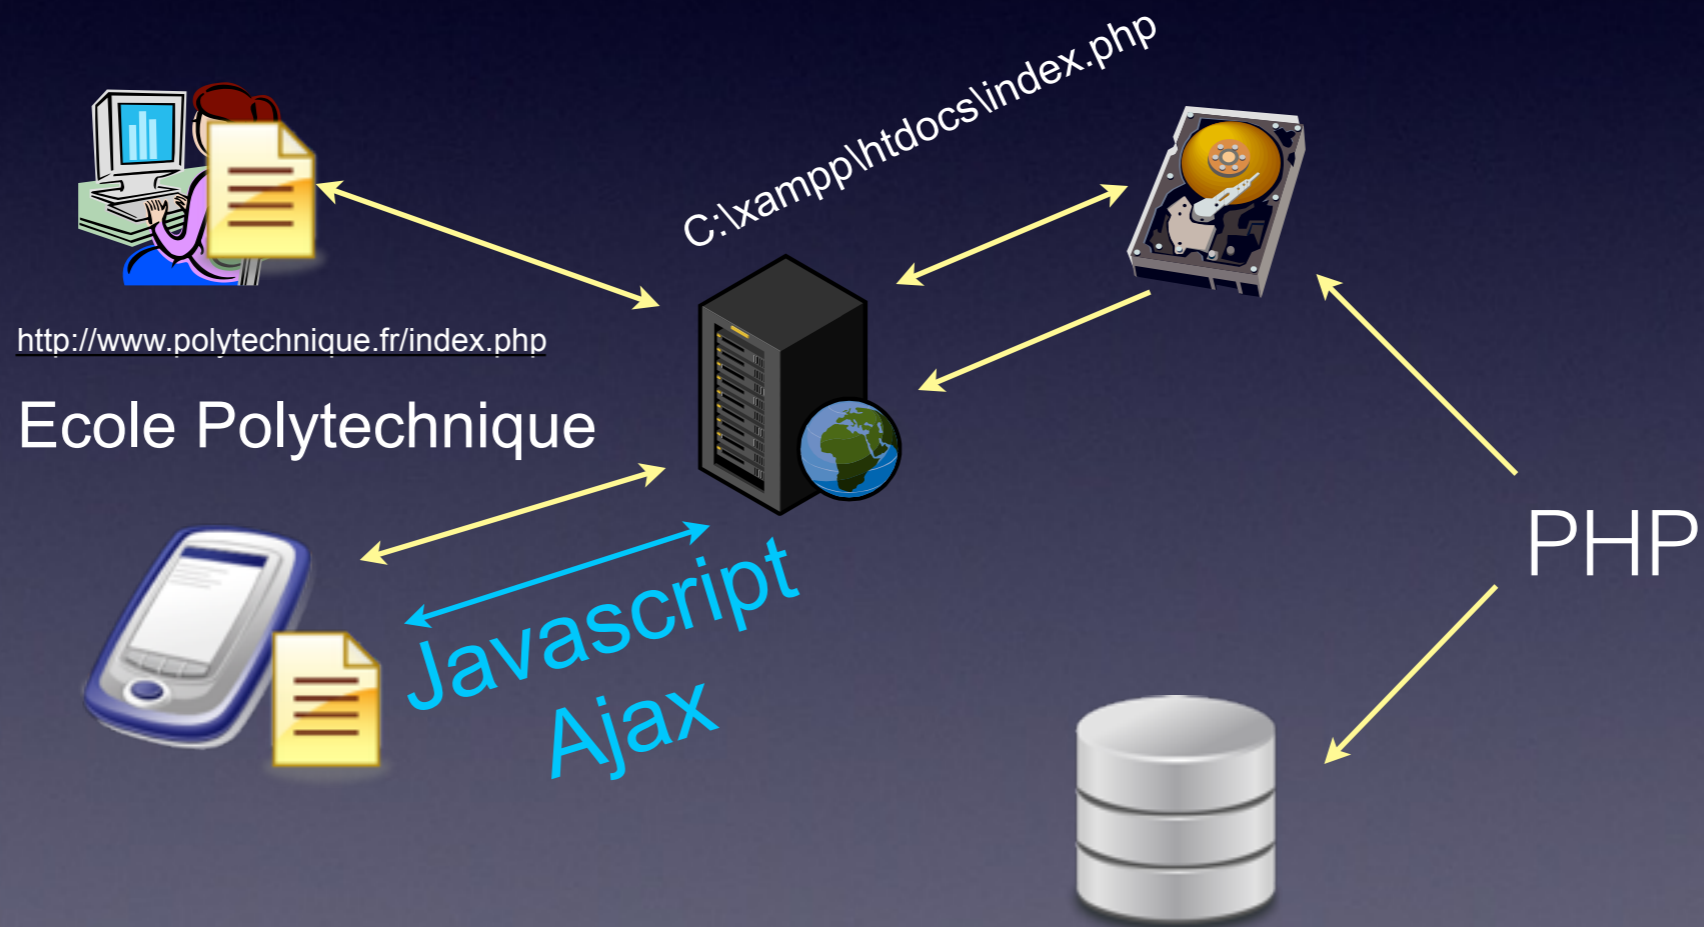 C:\xampp\htdocs\index.php
http://www.polytechnique.fr/index.php
Ecole Polytechnique
PHP
Javascript
Ajax